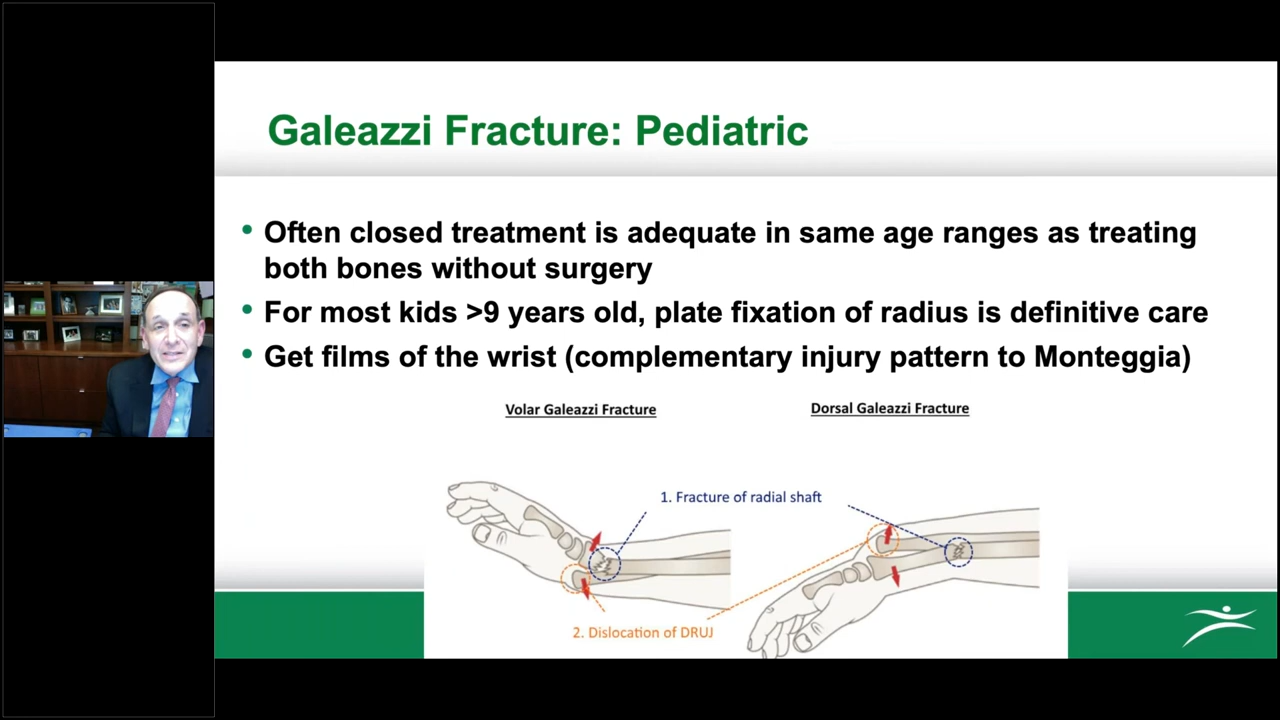 Galeazzi Fracture: Pediatric
• Often closed treatment is adequate in same age ranges as treating
both bones without surgery
• For most kids >9 years old, plate fixation of radius is definitive care
• Get films of the wrist (complementary injury pattern to Monteggia)
Volar Galeazzi Fracture
Dorsal Galeazzi Fracture
1. Fracture of radial shaft
2. Dislocation of DRUJ